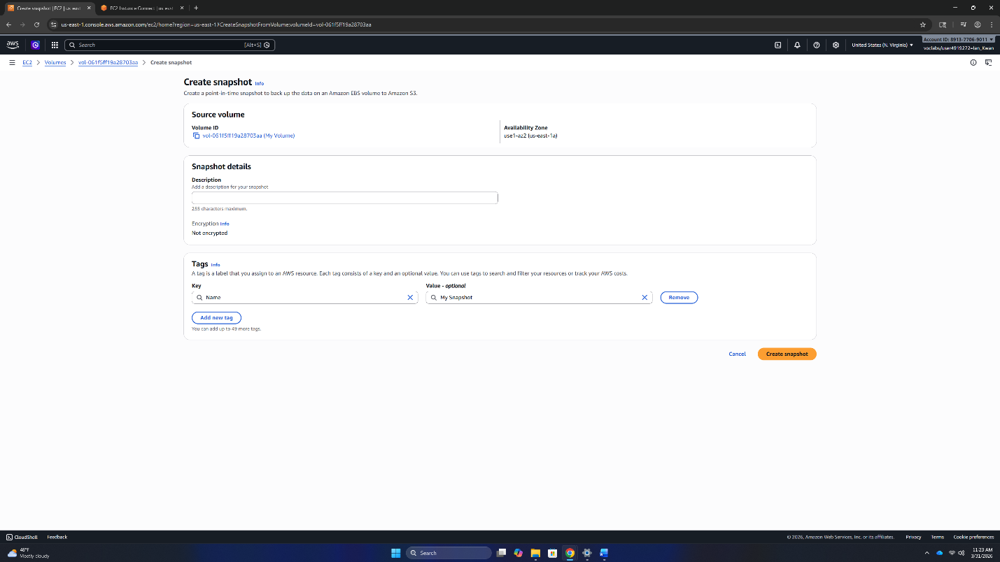 Create snapshot | EC2 | us-east
EC2 Instance Connect | us-east
us-east-1.console.aws.amazon.com/ec2/home?region=us-east-1#CreateSnapshotFromVolume:volumeId=vol-061f5ff19a28703aa
aws
Search [Alt+S]
United States (N. Virginia)
Account ID: 8913-7706-9011
voclabs/user4919272=Ian_Kwan
EC2 > Volumes > vol-061f5ff19a28703aa > Create snapshot
Create snapshot Info
Create a point-in-time snapshot to back up the data on an Amazon EBS volume to Amazon S3.
Source volume
Volume ID
vol-061f5ff19a28703aa (My Volume)
Availability Zone
use1-az2 (us-east-1a)
Snapshot details
Description
Add a description for your snapshot
255 characters maximum.
Encryption Info
Not encrypted
Tags Info
A tag is a label that you assign to an AWS resource. Each tag consists of a key and an optional value. You can use tags to search and filter your resources or track your AWS costs.
Key
Value - optional
Name
My Snapshot
Remove
Add new tag
You can add up to 49 more tags.
Cancel
Create snapshot
CloudShell
Feedback
© 2026, Amazon Web Services, Inc. or its affiliates.
Privacy
Terms
Cookie preferences
48°F
Mostly cloudy
Search
11:23 AM
3/31/2026